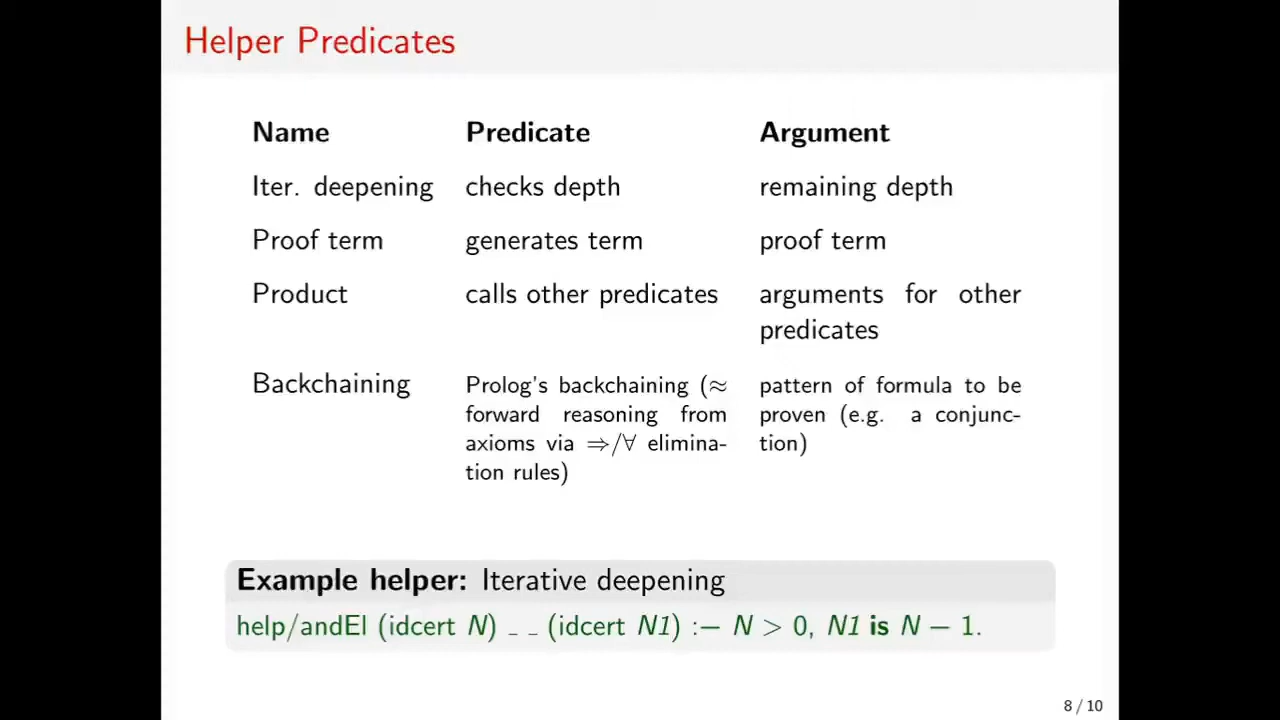 Helper Predicates
Name Predicate Argument
Iter. deepening checks depth remaining depth
Proof term generates term proof term
Product calls other predicates arguments for other
predicates
Backchaining Prolog's backchaining (≈ pattern of formula to be
forward reasoning from proven (e.g. a conjunc-
axioms via ⇒/∀ elimina- tion)
tion rules)
Example helper: Iterative deepening
help/andEl (idcert N) _ _ (idcert N1) :− N > 0, N1 is N − 1.
8 / 10